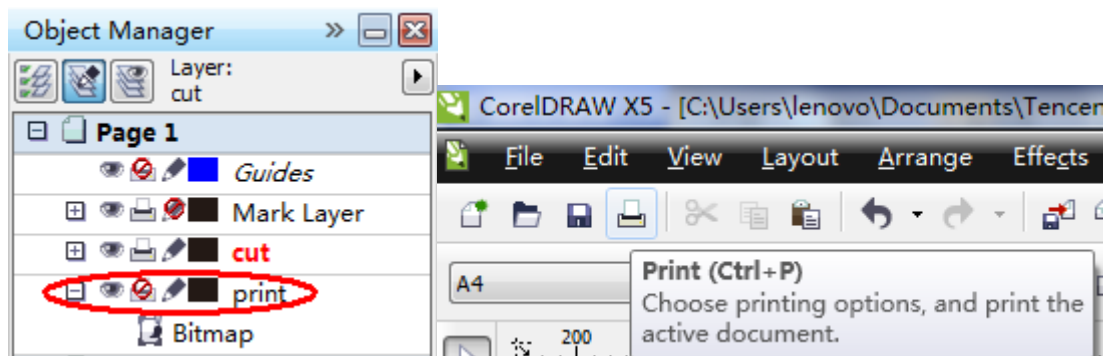 Object Manager
Layer:
cut
Page 1
Guides
Mark Layer
cut
print
Bitmap
CorelDRAW X5 - [C:\Users\lenovo\Documents\Tencen
File Edit View Layout Arrange Effects
A4
Print (Ctrl+P)
Choose printing options, and print the
active document.
200